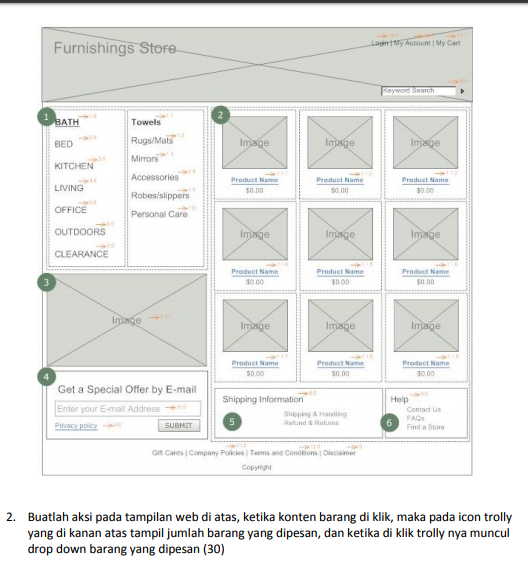 Furnishings Store
Login | My Account | My Cart
Keyword Search
1
BATH
BED
KITCHEN
LIVING
OFFICE
OUTDOORS
CLEARANCE
Towels
Rugs/Mats
Mirrors
Accessories
Robes/slippers
Personal Care
2
Image Image Image
Product Name Product Name Product Name
$0.00 $0.00 $0.00
Image Image Image
Product Name Product Name Product Name
$0.00 $0.00 $0.00
Image Image Image
Product Name Product Name Product Name
$0.00 $0.00 $0.00
3
Image
4
Get a Special Offer by E-mail
Enter your E-mail Address
Privacy policy
SUBMIT
Shipping Information
5
Shipping & Handling
Refund & Returns
Help
6
Contact Us
FAQs
Find a Store
Gift Cards | Company Policies | Terms and Conditions | Disclaimer
Copyright
2. Buatlah aksi pada tampilan web di atas, ketika konten barang di klik, maka pada icon trolly
yang di kanan atas tampil jumlah barang yang dipesan, dan ketika di klik trolly nya muncul
drop down barang yang dipesan (30)